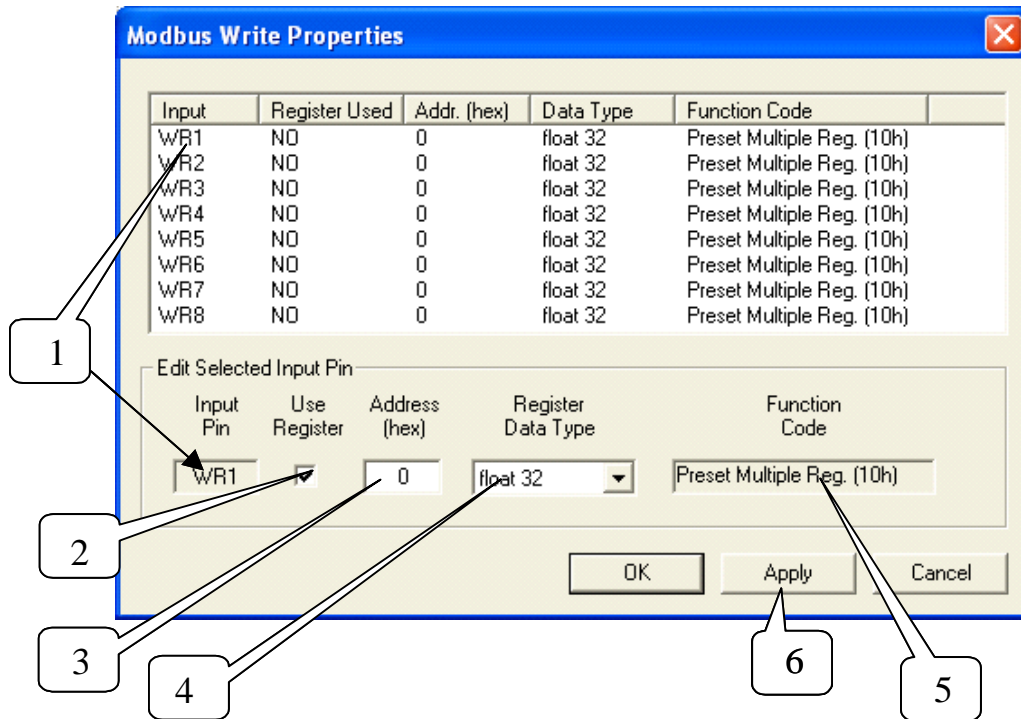 Modbus Write Properties
Input Register Used Addr. (hex) Data Type Function Code
WR1 NO 0 float 32 Preset Multiple Reg. (10h)
WR2 NO 0 float 32 Preset Multiple Reg. (10h)
WR3 NO 0 float 32 Preset Multiple Reg. (10h)
WR4 NO 0 float 32 Preset Multiple Reg. (10h)
WR5 NO 0 float 32 Preset Multiple Reg. (10h)
WR6 NO 0 float 32 Preset Multiple Reg. (10h)
WR7 NO 0 float 32 Preset Multiple Reg. (10h)
WR8 NO 0 float 32 Preset Multiple Reg. (10h)
1
Edit Selected Input Pin
Input Use Address Register Function
Pin Register (hex) Data Type Code
WR1 0 float 32 Preset Multiple Reg. (10h)
2
OK Apply Cancel
3 4 6 5